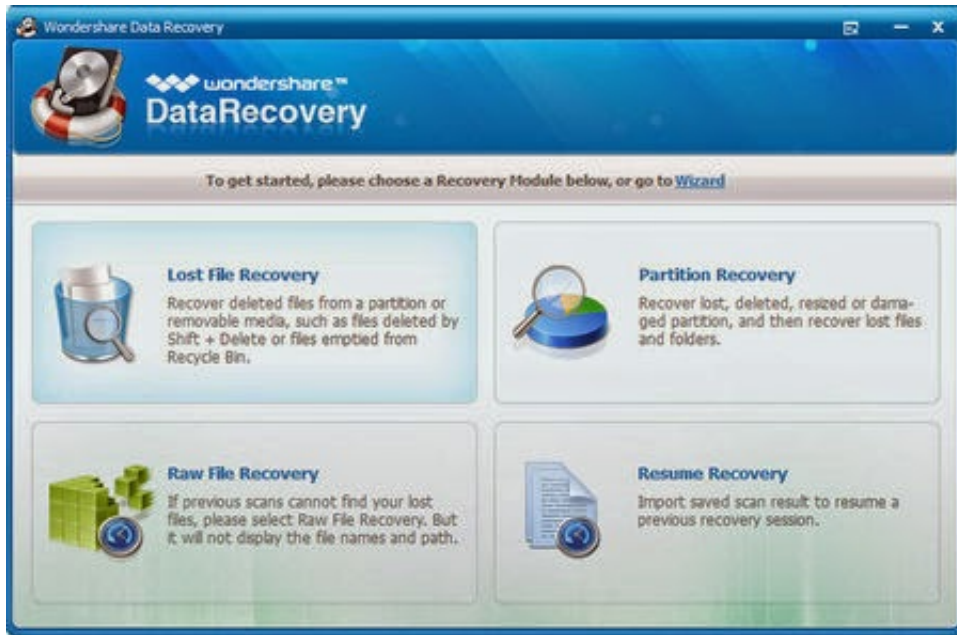 Wondershare Data Recovery
wondershare™
DataRecovery
To get started, please choose a Recovery Module below, or go to Wizard
Lost File Recovery
Recover deleted files from a partition or
removable media, such as files deleted by
Shift + Delete or files emptied from
Recycle Bin.
Partition Recovery
Recover lost, deleted, resized or dama-
ged partition, and then recover lost files
and folders.
Raw File Recovery
If previous scans cannot find your lost
files, please select Raw File Recovery. But
it will not display the file names and path.
Resume Recovery
Import saved scan result to resume a
previous recovery session.